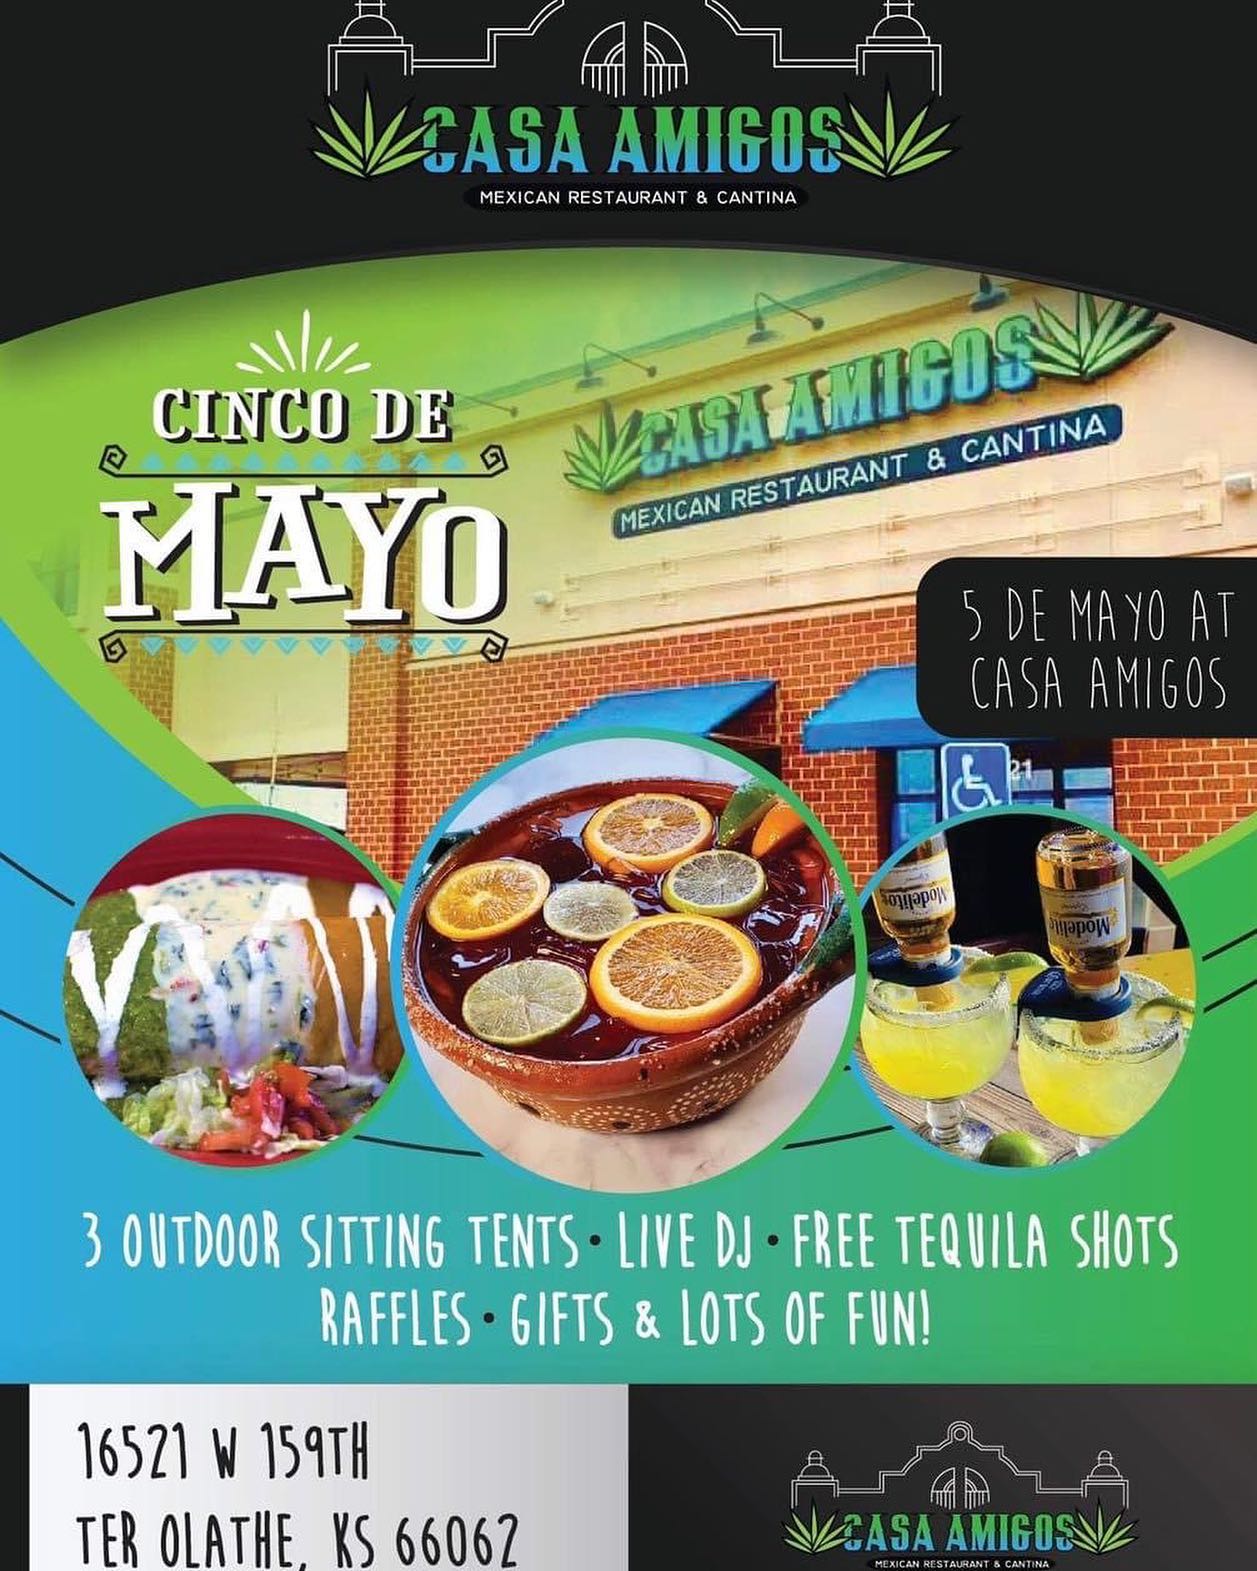 CASA AMIGOS
MEXICAN RESTAURANT & CANTINA
CINCO DE
MAYO
CASA AMIGOS
MEXICAN RESTAURANT & CANTINA
5 DE MAYO AT
CASA AMIGOS
21
Modelitos
Modelito
3 OUTDOOR SITTING TENTS • LIVE DJ • FREE TEQUILA SHOTS
RAFFLES • GIFTS & LOTS OF FUN!
16521 W 159TH
TER OLATHE, KS 66062
CASA AMIGOS
MEXICAN RESTAURANT & CANTINA